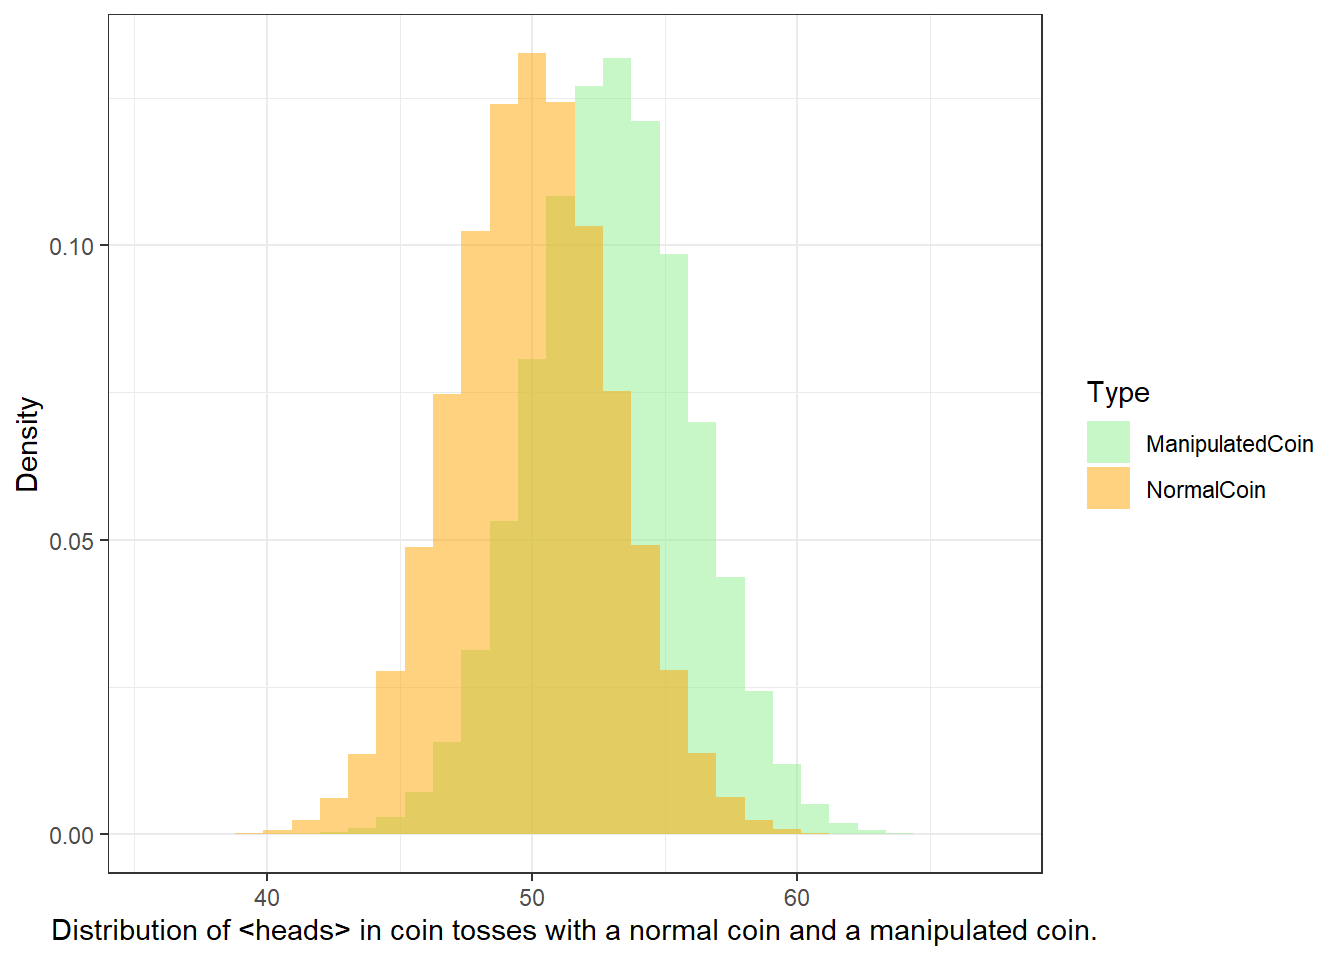 Density
0.10
0.05
0.00
40 50 60
Distribution of <heads> in coin tosses with a normal coin and a manipulated coin.
Type
ManipulatedCoin
NormalCoin